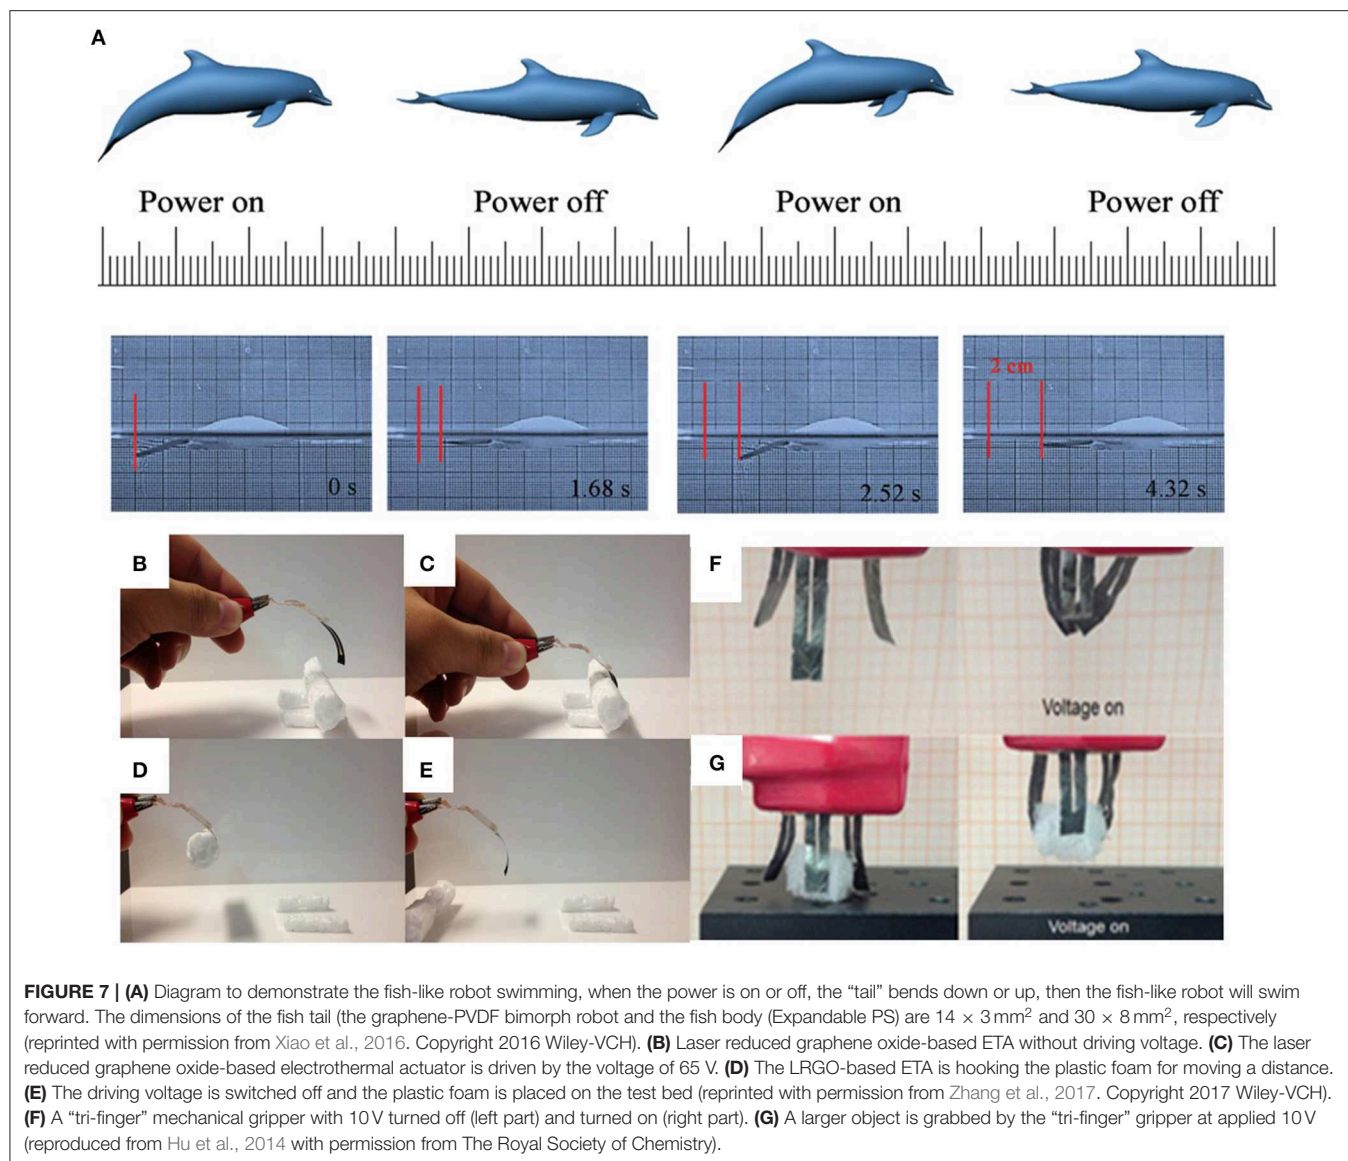 A
Power on
Power off
Power on
Power off
2 cm
0 s
1.68 s
2.52 s
4.32 s
B
C
F
Voltage on
D
E
G
Voltage on
FIGURE 7 | (A) Diagram to demonstrate the fish-like robot swimming, when the power is on or off, the “tail” bends down or up, then the fish-like robot will swim
forward. The dimensions of the fish tail (the graphene-PVDF bimorph robot and the fish body (Expandable PS) are 14 × 3 mm² and 30 × 8 mm², respectively
(reprinted with permission from Xiao et al., 2016. Copyright 2016 Wiley-VCH). (B) Laser reduced graphene oxide-based ETA without driving voltage. (C) The laser
reduced graphene oxide-based electrothermal actuator is driven by the voltage of 65 V. (D) The LRGO-based ETA is hooking the plastic foam for moving a distance.
(E) The driving voltage is switched off and the plastic foam is placed on the test bed (reprinted with permission from Zhang et al., 2017. Copyright 2017 Wiley-VCH).
(F) A “tri-finger” mechanical gripper with 10 V turned off (left part) and turned on (right part). (G) A larger object is grabbed by the “tri-finger” gripper at applied 10 V
(reproduced from Hu et al., 2014 with permission from The Royal Society of Chemistry).